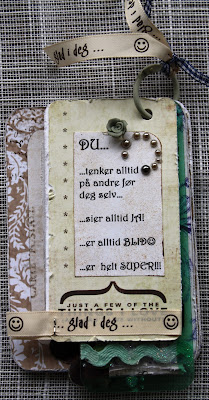 glad i deg ...
DU...
...tenker alltid
på andre før
deg selv...
...sier alltid JA!
...er alltid BLID☺
...er helt SUPER!!!
JUST A FEW OF THE
... glad i deg ...
WITHOUT